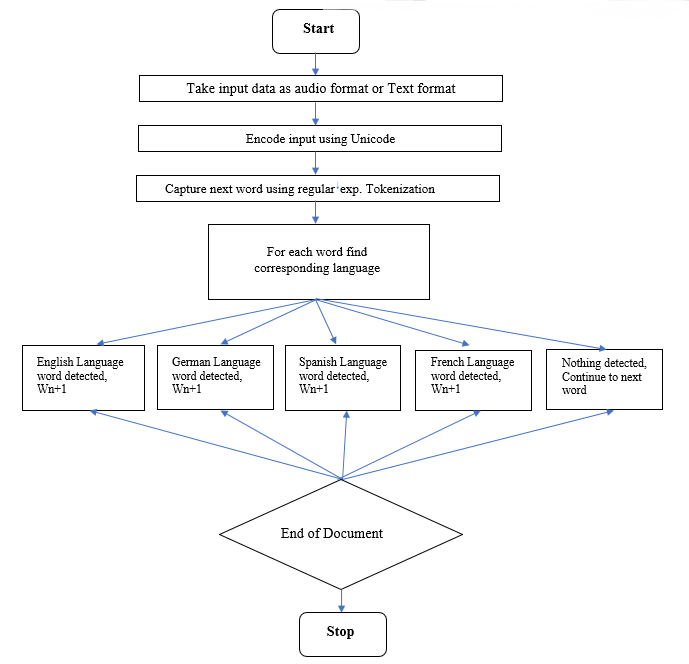 Start
Take input data as audio format or Text format
Encode input using Unicode
Capture next word using regular exp. Tokenization
For each word find
corresponding language
English Language
word detected,
Wn+1
German Language
word detected,
Wn+1
Spanish Language
word detected,
Wn+1
French Language
word detected,
Wn+1
Nothing detected,
Continue to next
word
End of Document
Stop